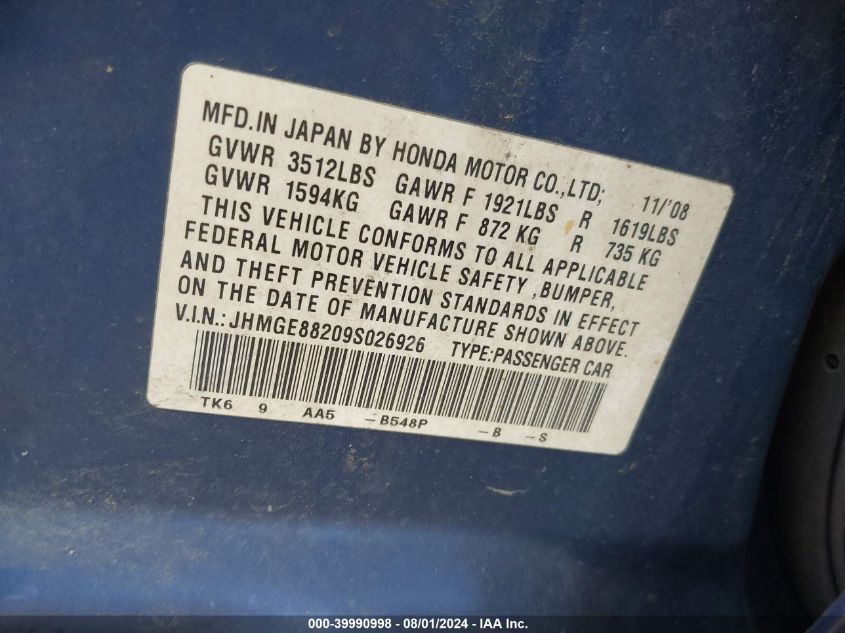 MFD.IN JAPAN BY HONDA MOTOR CO.,LTD; 11/'08
GVWR 3512LBS GAWR F 1921LBS R 1619LBS
GVWR 1594KG GAWR F 872 KG R 735 KG
THIS VEHICLE CONFORMS TO ALL APPLICABLE
FEDERAL MOTOR VEHICLE SAFETY ,BUMPER,
AND THEFT PREVENTION STANDARDS IN EFFECT
ON THE DATE OF MANUFACTURE SHOWN ABOVE.
V.I.N.: JHMGE88209S026926 TYPE:PASSENGER CAR
TK6 9 AA5 -B548P -B -S
000-39990998 - 08/01/2024 - IAA Inc.